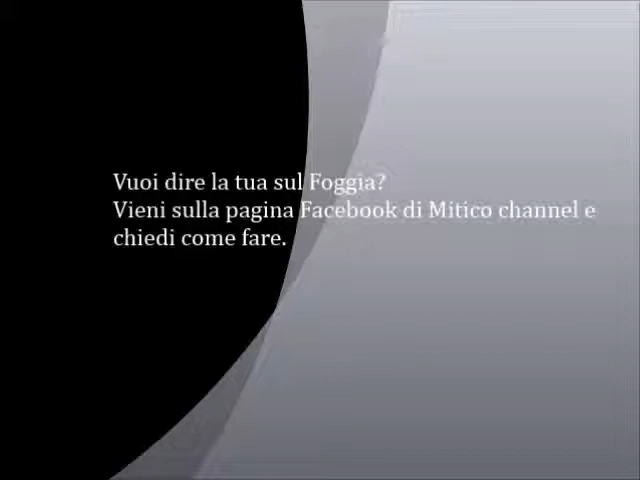 Vuoi dire la tua sul Foggia?
Vieni sulla pagina Facebook di Mitico channel e
chiedi come fare.